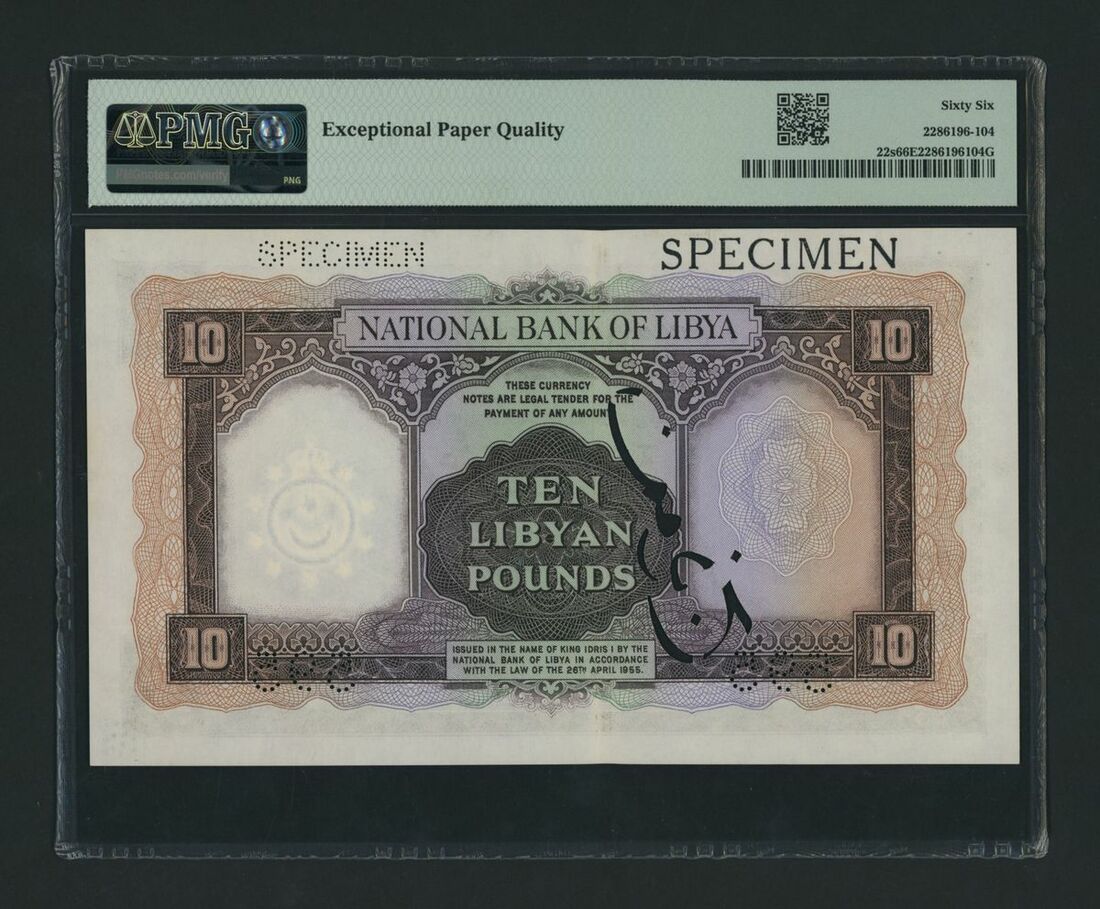 PMG
PMGnotes.com/verify
PNG
Exceptional Paper Quality
Sixty Six
2286196-104
22s66E2286196104G
SPECIMEN
SPECIMEN
10
NATIONAL BANK OF LIBYA
10
THESE CURRENCY
NOTES ARE LEGAL TENDER FOR THE
PAYMENT OF ANY AMOUNT
TEN
LIBYAN
POUNDS
10
ISSUED IN THE NAME OF KING IDRIS I BY THE
NATIONAL BANK OF LIBYA IN ACCORDANCE
WITH THE LAW OF THE 26TH APRIL 1955.
10